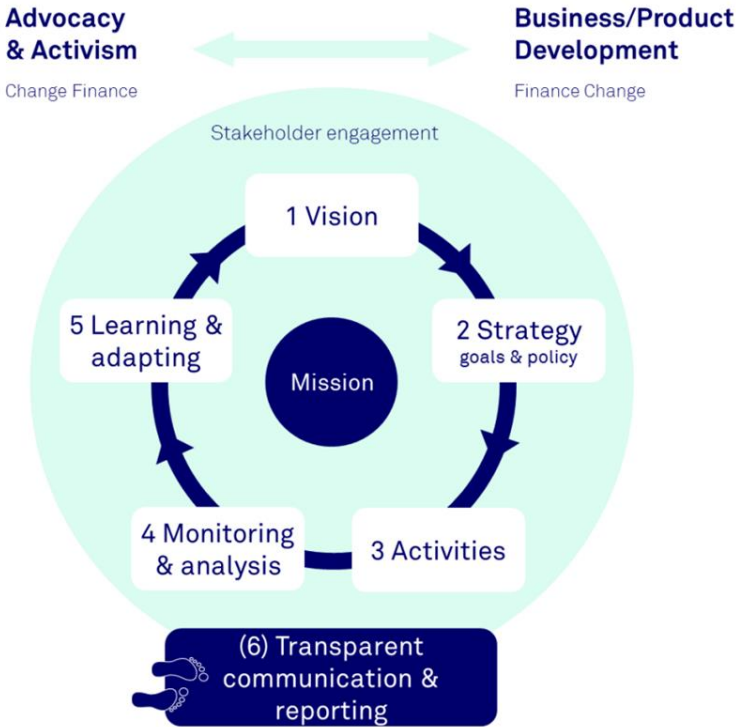 Advocacy
& Activism
Change Finance
Business/Product
Development
Finance Change
Stakeholder engagement
1 Vision
2 Strategy
goals & policy
3 Activities
4 Monitoring
& analysis
5 Learning &
adapting
Mission
(6) Transparent
communication &
reporting